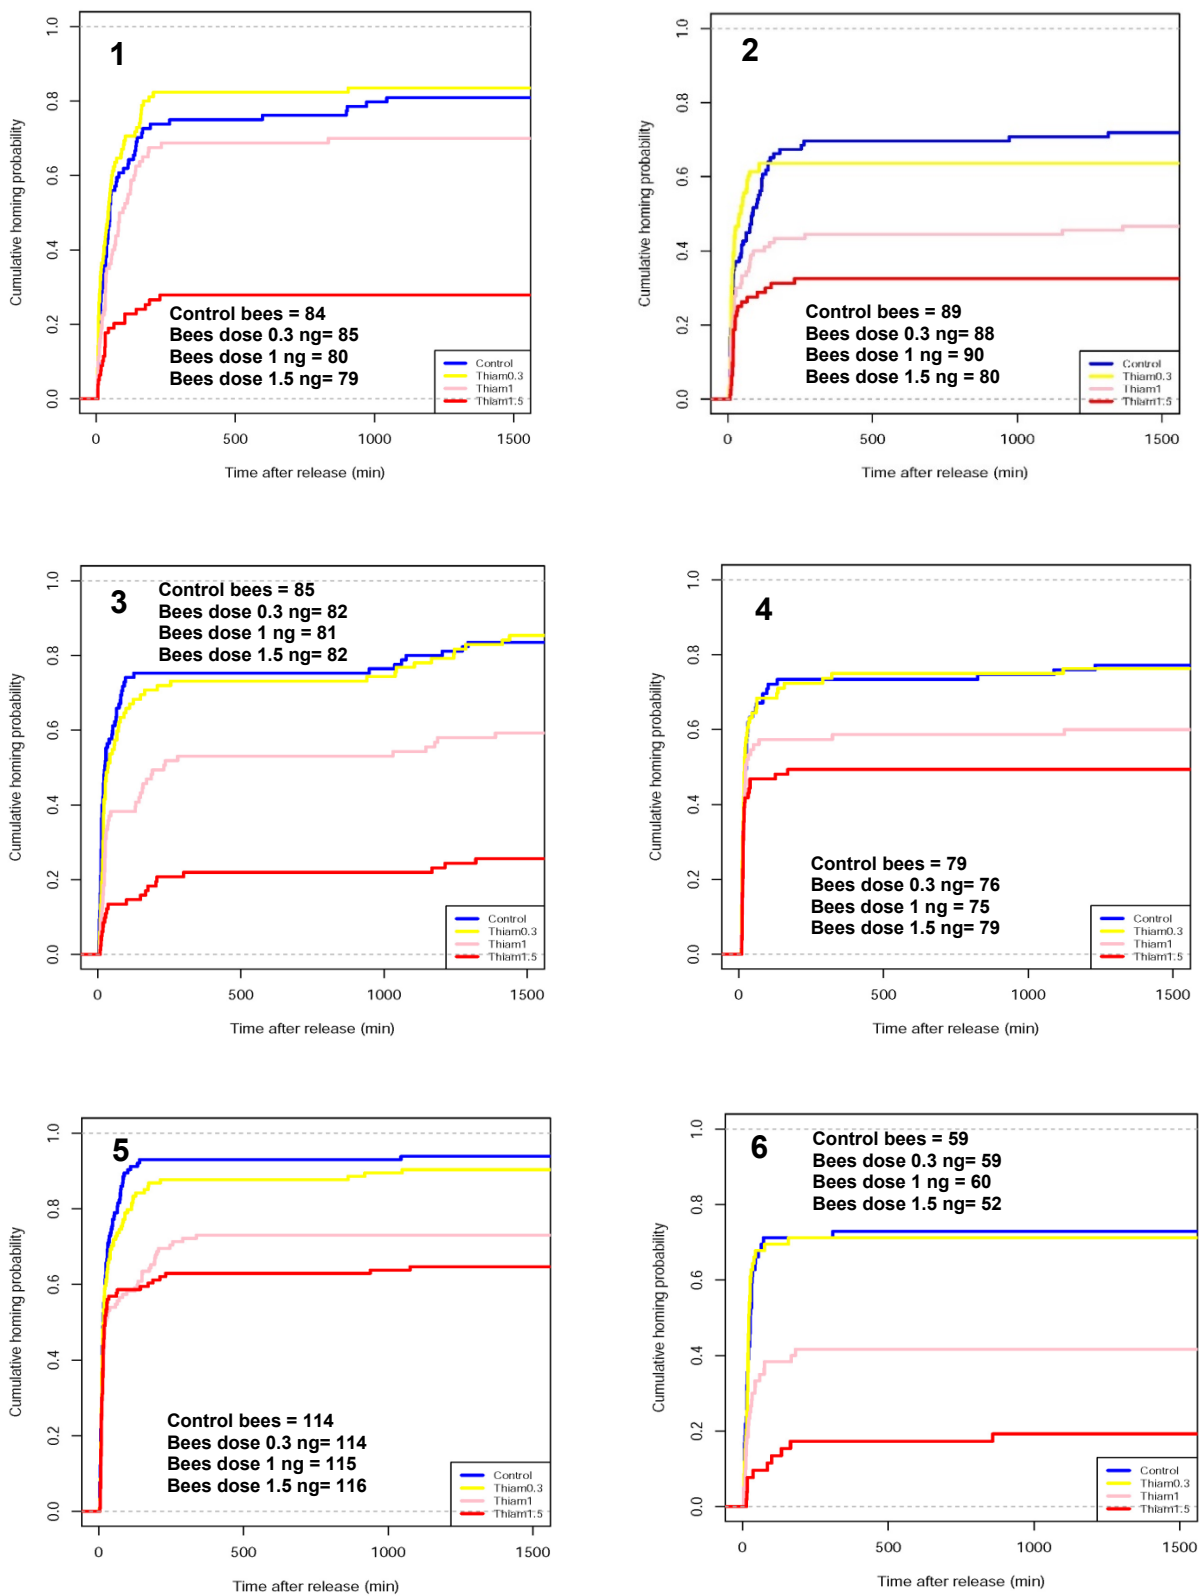 1
Cumulative homing probability
1.0
0.8
0.6
0.4
0.2
0.0
Control bees = 84
Bees dose 0.3 ng= 85
Bees dose 1 ng = 80
Bees dose 1.5 ng= 79
Control
Thiam0.3
Thiam1
Thiam1.5
0 500 1000 1500
Time after release (min)
2
Cumulative homing probability
1.0
0.8
0.6
0.4
0.2
0.0
Control bees = 89
Bees dose 0.3 ng= 88
Bees dose 1 ng = 90
Bees dose 1.5 ng= 80
Control
Thiam0.3
Thiam1
Thiam1.5
0 500 1000 1500
Time after release (min)
3
Cumulative homing probability
1.0
0.8
0.6
0.4
0.2
0.0
Control bees = 85
Bees dose 0.3 ng= 82
Bees dose 1 ng = 81
Bees dose 1.5 ng= 82
Control
Thiam0.3
Thiam1
Thiam1.5
0 500 1000 1500
Time after release (min)
4
Cumulative homing probability
1.0
0.8
0.6
0.4
0.2
0.0
Control bees = 79
Bees dose 0.3 ng= 76
Bees dose 1 ng = 75
Bees dose 1.5 ng= 79
Control
Thiam0.3
Thiam1
Thiam1.5
0 500 1000 1500
Time after release (min)
5
Cumulative homing probability
1.0
0.8
0.6
0.4
0.2
0.0
Control bees = 114
Bees dose 0.3 ng= 114
Bees dose 1 ng = 115
Bees dose 1.5 ng= 116
Control
Thiam0.3
Thiam1
Thiam1.5
0 500 1000 1500
Time after release (min)
6
Cumulative homing probability
1.0
0.8
0.6
0.4
0.2
0.0
Control bees = 59
Bees dose 0.3 ng= 59
Bees dose 1 ng = 60
Bees dose 1.5 ng= 52
Control
Thiam0.3
Thiam1
Thiam1.5
0 500 1000 1500
Time after release (min)